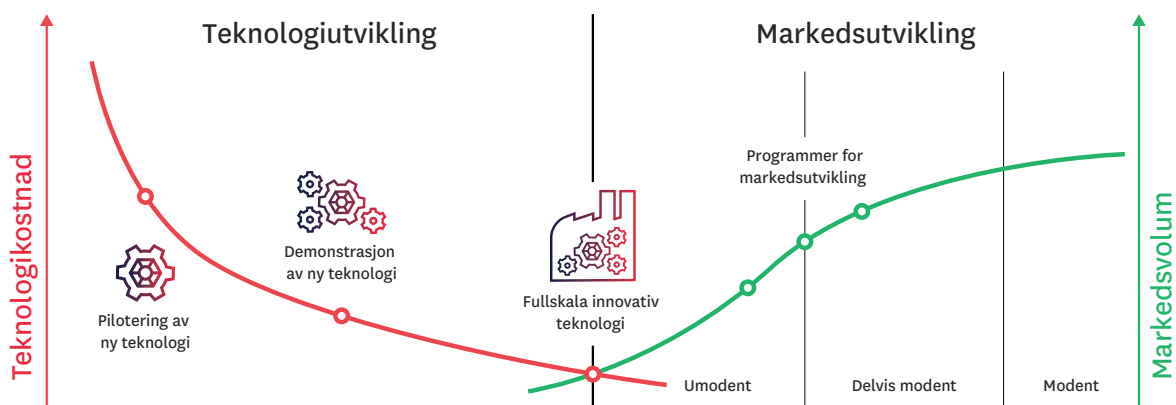 Teknologiutvikling
Markedsutvikling
Teknologikostnad
Pilotering av
ny teknologi
Demonstrasjon
av ny teknologi
Fullskala innovativ
teknologi
Programmer for
markedsutvikling
Umodent
Delvis modent
Modent
Markedsvolum